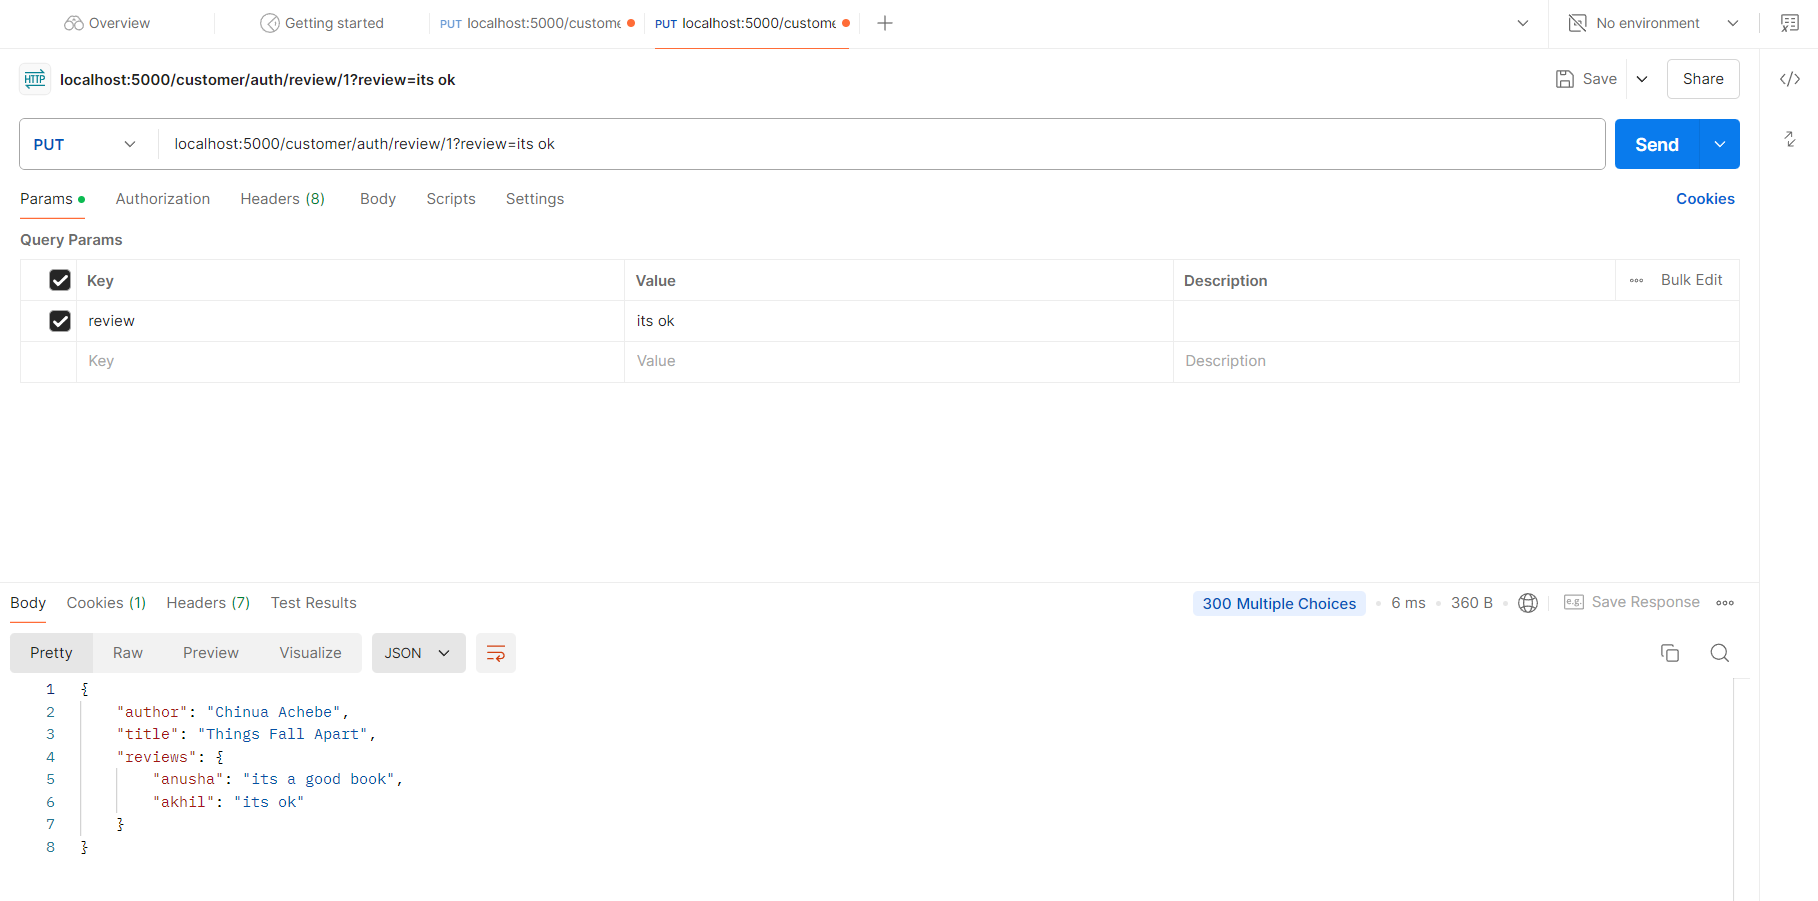 Overview
Getting started
PUT localhost:5000/custome
PUT localhost:5000/custome
No environment
HTTP localhost:5000/customer/auth/review/1?review=its ok
Save
Share
PUT
localhost:5000/customer/auth/review/1?review=its ok
Send
Params
Authorization
Headers (8)
Body
Scripts
Settings
Cookies
Query Params
Key Value Description Bulk Edit
review its ok
Key Value Description
Body
Cookies (1)
Headers (7)
Test Results
300 Multiple Choices
6 ms
360 B
e.g. Save Response
Pretty
Raw
Preview
Visualize
JSON
1 {
2 "author": "Chinua Achebe",
3 "title": "Things Fall Apart",
4 "reviews": {
5 "anusha": "its a good book",
6 "akhil": "its ok"
7 }
8 }